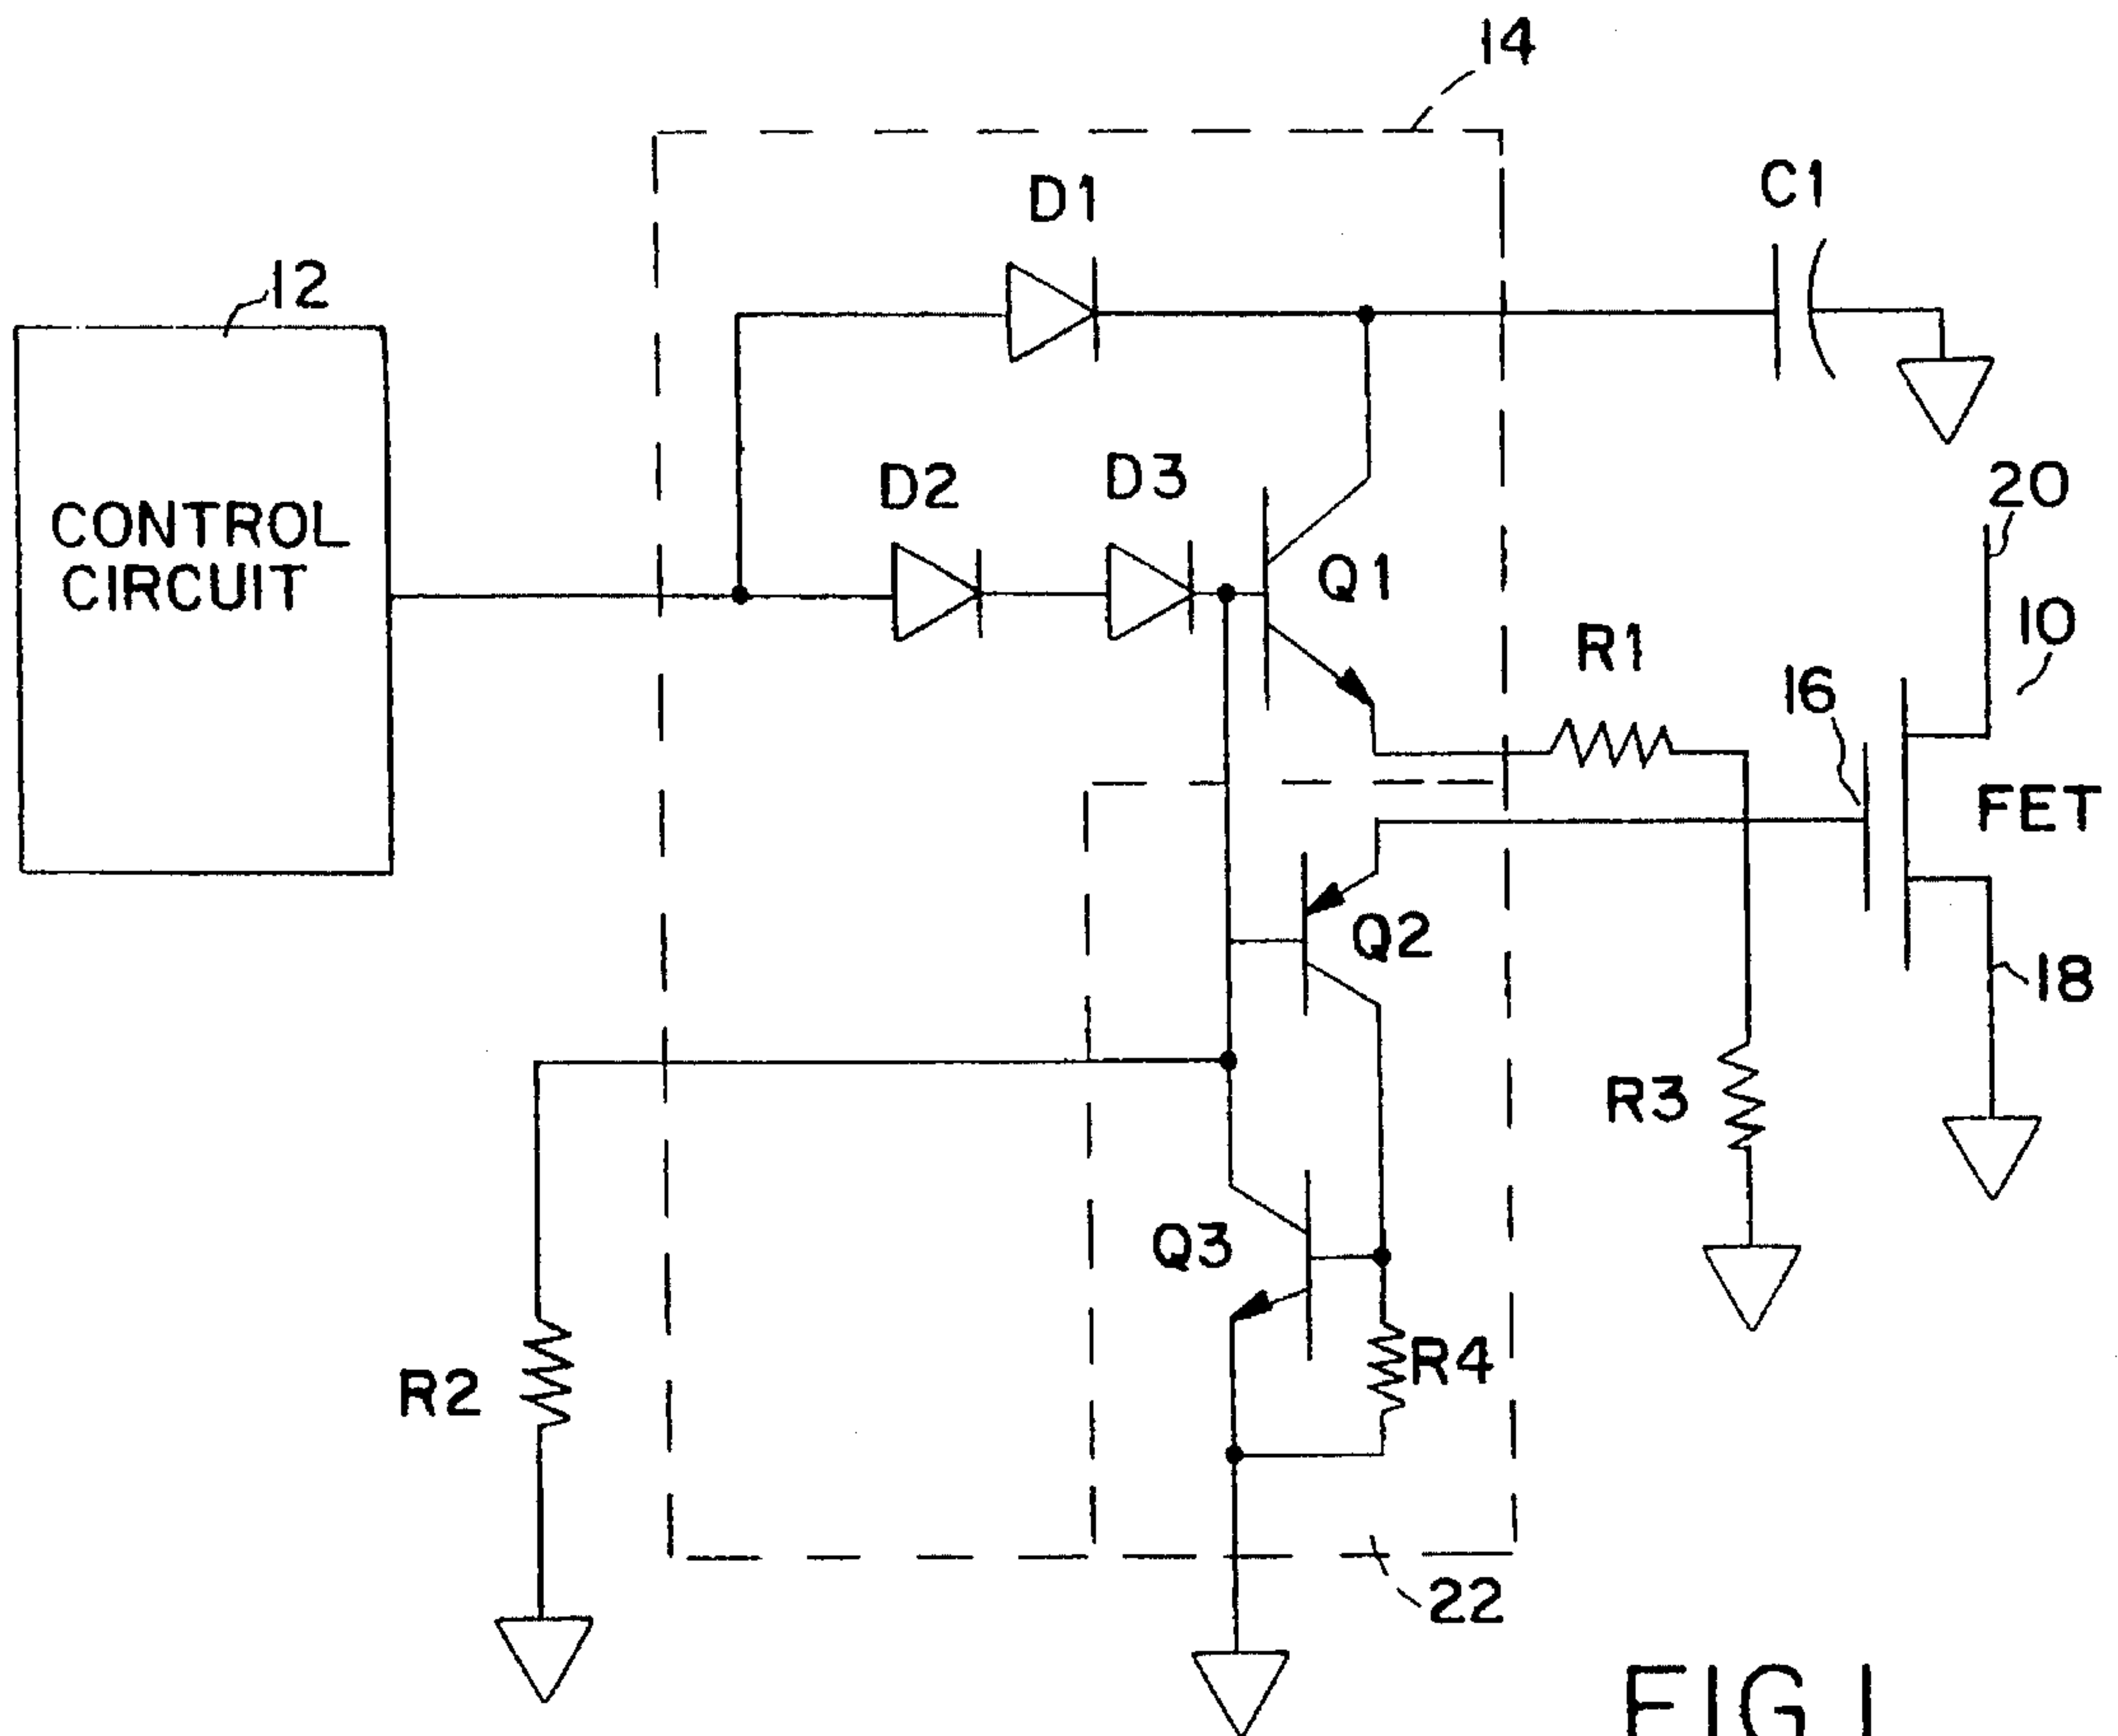 14
C1
D1
12
20
D2
D3
CONTROL
CIRCUIT
Q1
10
R1
16
FET
Q2
18
R3
Q3
R4
R2
22
FIG.1